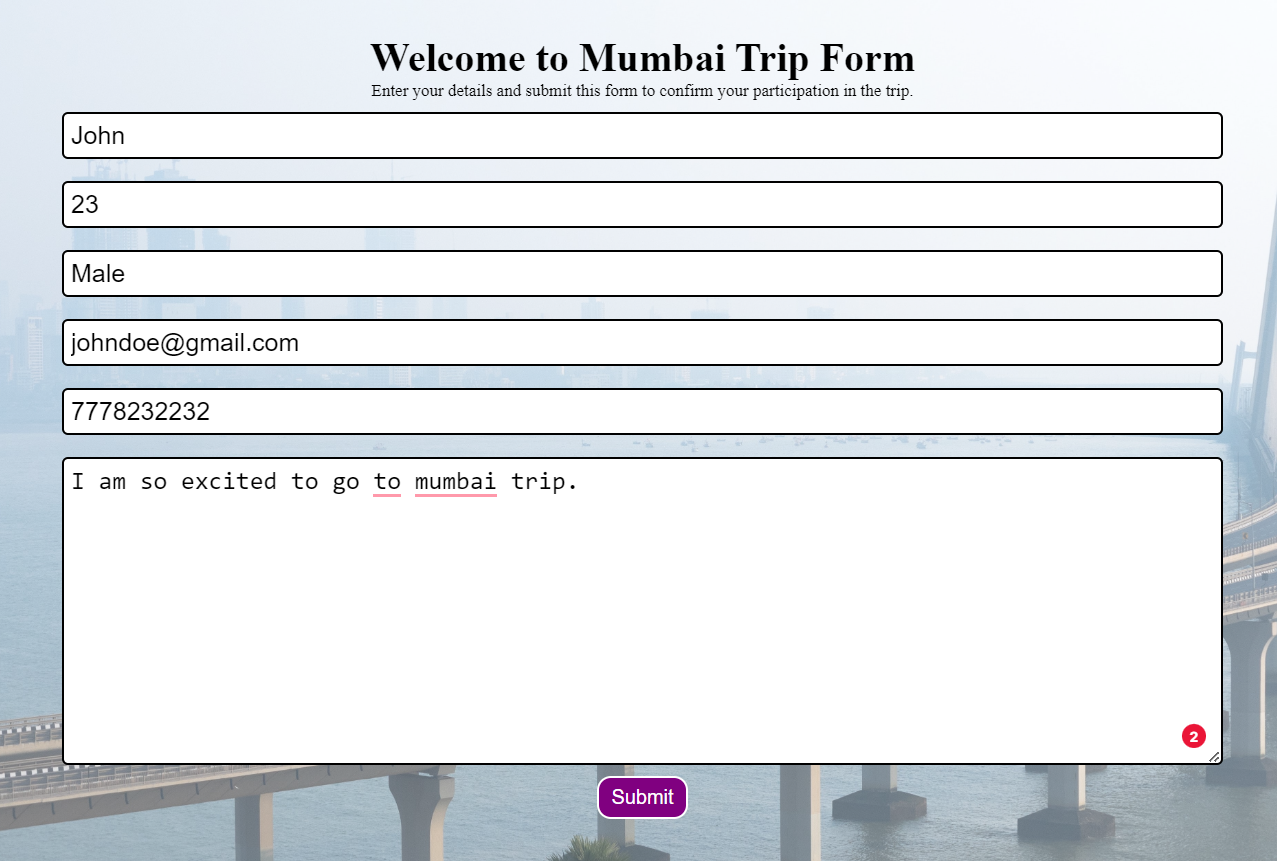 Welcome to Mumbai Trip Form
Enter your details and submit this form to confirm your participation in the trip.
John
23
Male
johndoe@gmail.com
7778232232
I am so excited to go to mumbai trip.
2
Submit